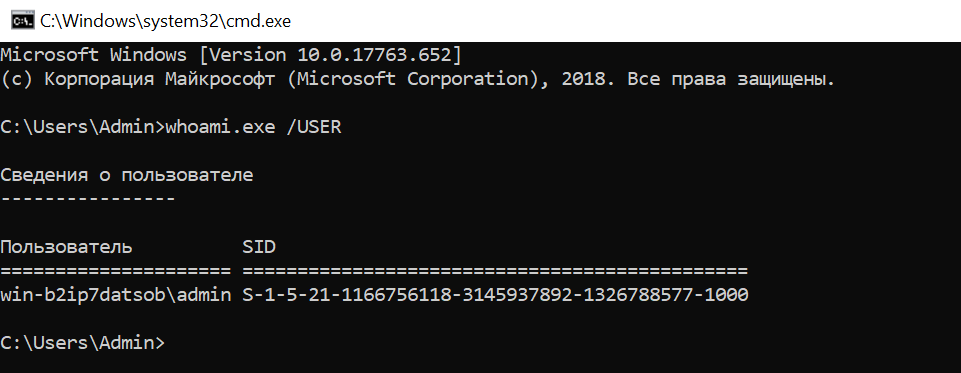 C:\Windows\system32\cmd.exe
Microsoft Windows [Version 10.0.17763.652]
(c) Корпорация Майкрософт (Microsoft Corporation), 2018. Все права защищены.
C:\Users\Admin>whoami.exe /USER
Сведения о пользователе
----------------
Пользователь          SID
===================== ==============================================
win-b2ip7datsob\admin S-1-5-21-1166756118-3145937892-1326788577-1000
C:\Users\Admin>